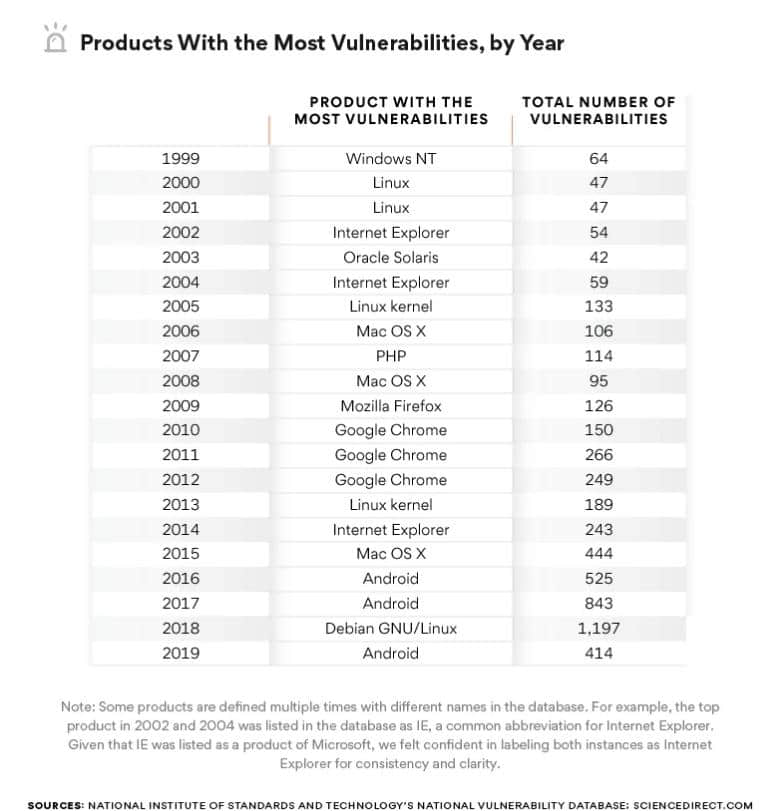 Products With the Most Vulnerabilities, by Year
PRODUCT WITH THE MOST VULNERABILITIES TOTAL NUMBER OF VULNERABILITIES
1999 Windows NT 64
2000 Linux 47
2001 Linux 47
2002 Internet Explorer 54
2003 Oracle Solaris 42
2004 Internet Explorer 59
2005 Linux kernel 133
2006 Mac OS X 106
2007 PHP 114
2008 Mac OS X 95
2009 Mozilla Firefox 126
2010 Google Chrome 150
2011 Google Chrome 266
2012 Google Chrome 249
2013 Linux kernel 189
2014 Internet Explorer 243
2015 Mac OS X 444
2016 Android 525
2017 Android 843
2018 Debian GNU/Linux 1,197
2019 Android 414
Note: Some products are defined multiple times with different names in the database. For example, the top
product in 2002 and 2004 was listed in the database as IE, a common abbreviation for Internet Explorer.
Given that IE was listed as a product of Microsoft, we felt confident in labeling both instances as Internet
Explorer for consistency and clarity.
SOURCES: NATIONAL INSTITUTE OF STANDARDS AND TECHNOLOGY'S NATIONAL VULNERABILITY DATABASE; SCIENCEDIRECT.COM